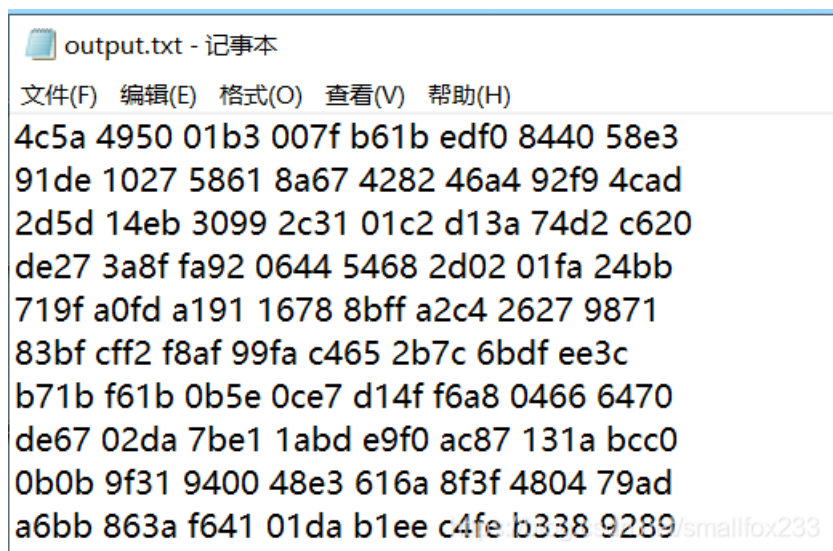 output.txt - 记事本
文件(F) 编辑(E) 格式(O) 查看(V) 帮助(H)
4c5a 4950 01b3 007f b61b edf0 8440 58e3
91de 1027 5861 8a67 4282 46a4 92f9 4cad
2d5d 14eb 3099 2c31 01c2 d13a 74d2 c620
de27 3a8f fa92 0644 5468 2d02 01fa 24bb
719f a0fd a191 1678 8bff a2c4 2627 9871
83bf cff2 f8af 99fa c465 2b7c 6bdf ee3c
b71b f61b 0b5e 0ce7 d14f f6a8 0466 6470
de67 02da 7be1 1abd e9f0 ac87 131a bcc0
0b0b 9f31 9400 48e3 616a 8f3f 4804 79ad
a6bb 863a f641 01da b1ee c4fe b338 9289